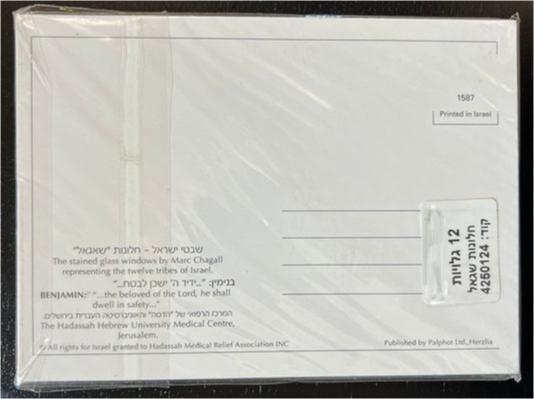 1587
Printed in Israel
שבטי ישראל – חלונות "שאגאל"
The stained glass windows by Marc Chagall
representing the twelve tribes of Israel.
בנימין: "...ידיד ה' ישכן לבטח..."
BENJAMIN: "...the beloved of the Lord, he shall
dwell in safety..."
המרכז הרפואי של "הדסה" והאוניברסיטה העברית בירושלים.
The Hadassah Hebrew University Medical Centre,
Jerusalem.
© All rights for Israel granted to Hadassah Medical Relief Association INC
Published by Palphot Ltd., Herzlia
12 גלויות
חלונות שגאל
קוד: 4250124